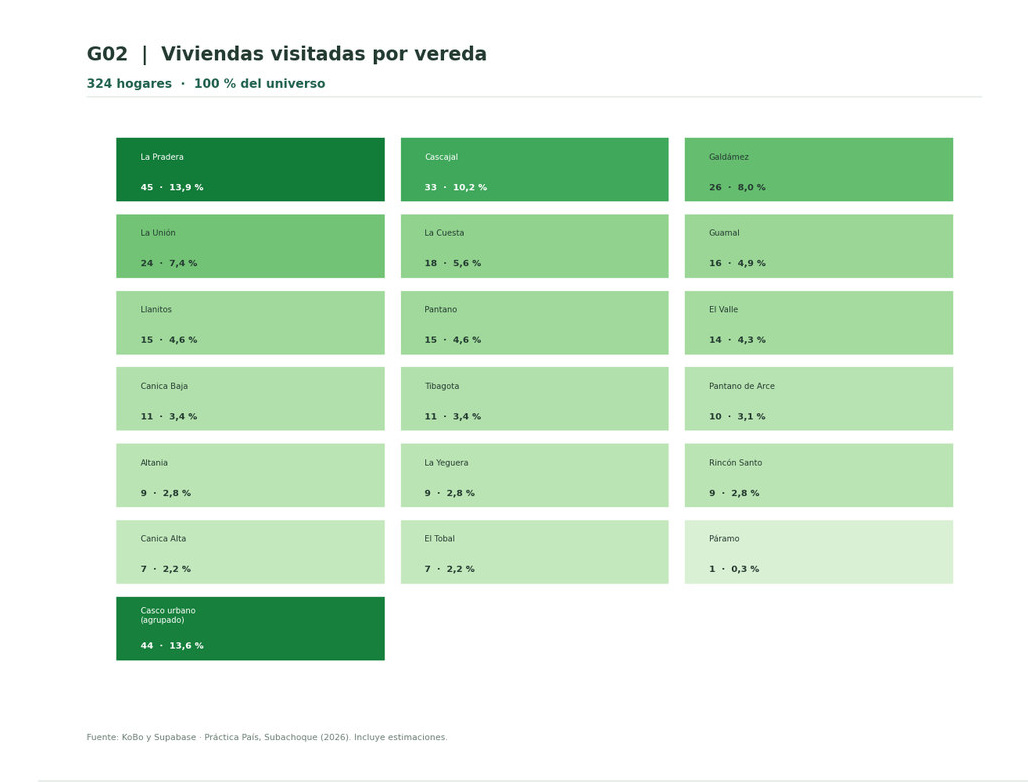 G02 | Viviendas visitadas por vereda
324 hogares · 100 % del universo
La Pradera
45 · 13,9 %
Cascajal
33 · 10,2 %
Galdámez
26 · 8,0 %
La Unión
24 · 7,4 %
La Cuesta
18 · 5,6 %
Guamal
16 · 4,9 %
Llanitos
15 · 4,6 %
Pantano
15 · 4,6 %
El Valle
14 · 4,3 %
Canica Baja
11 · 3,4 %
Tibagota
11 · 3,4 %
Pantano de Arce
10 · 3,1 %
Altania
9 · 2,8 %
La Yeguera
9 · 2,8 %
Rincón Santo
9 · 2,8 %
Canica Alta
7 · 2,2 %
El Tobal
7 · 2,2 %
Páramo
1 · 0,3 %
Casco urbano
(agrupado)
44 · 13,6 %
Fuente: KoBo y Supabase · Práctica País, Subachoque (2026). Incluye estimaciones.